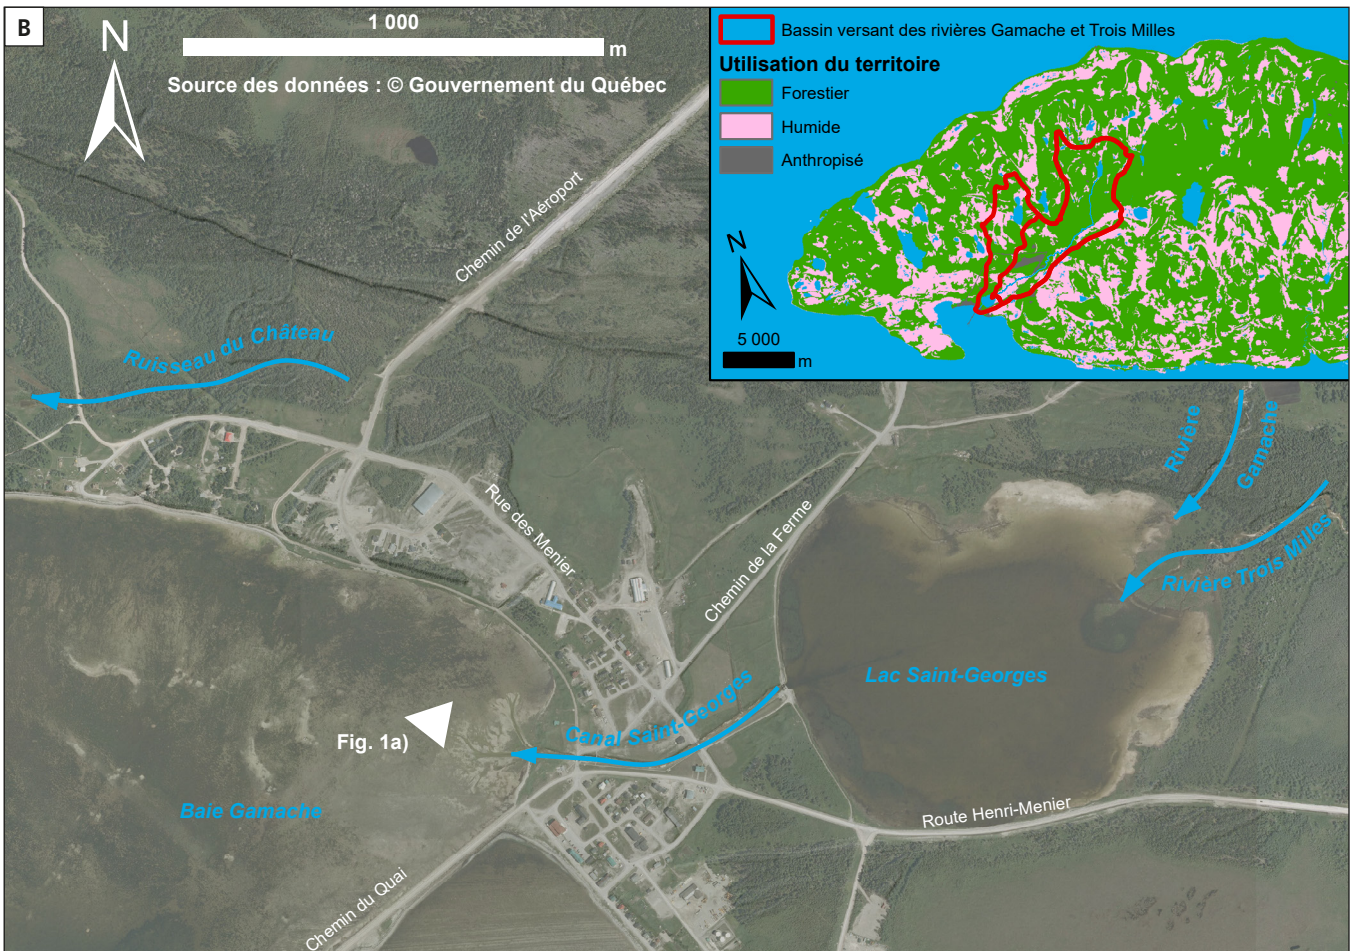 B
N
1 000
m
Source des données : © Gouvernement du Québec
Bassin versant des rivières Gamache et Trois Milles
Utilisation du territoire
Forestier
Humide
Anthropisé
N
5 000
m
Chemin de l'Aéroport
Ruisseau du Château
Rivière
Gamache
Rivière Trois Milles
Rue des Menier
Chemin de la Ferme
Lac Saint-Georges
Canal Saint-Georges
Fig. 1a)
Baie Gamache
Route Henri-Menier
Chemin du Quai